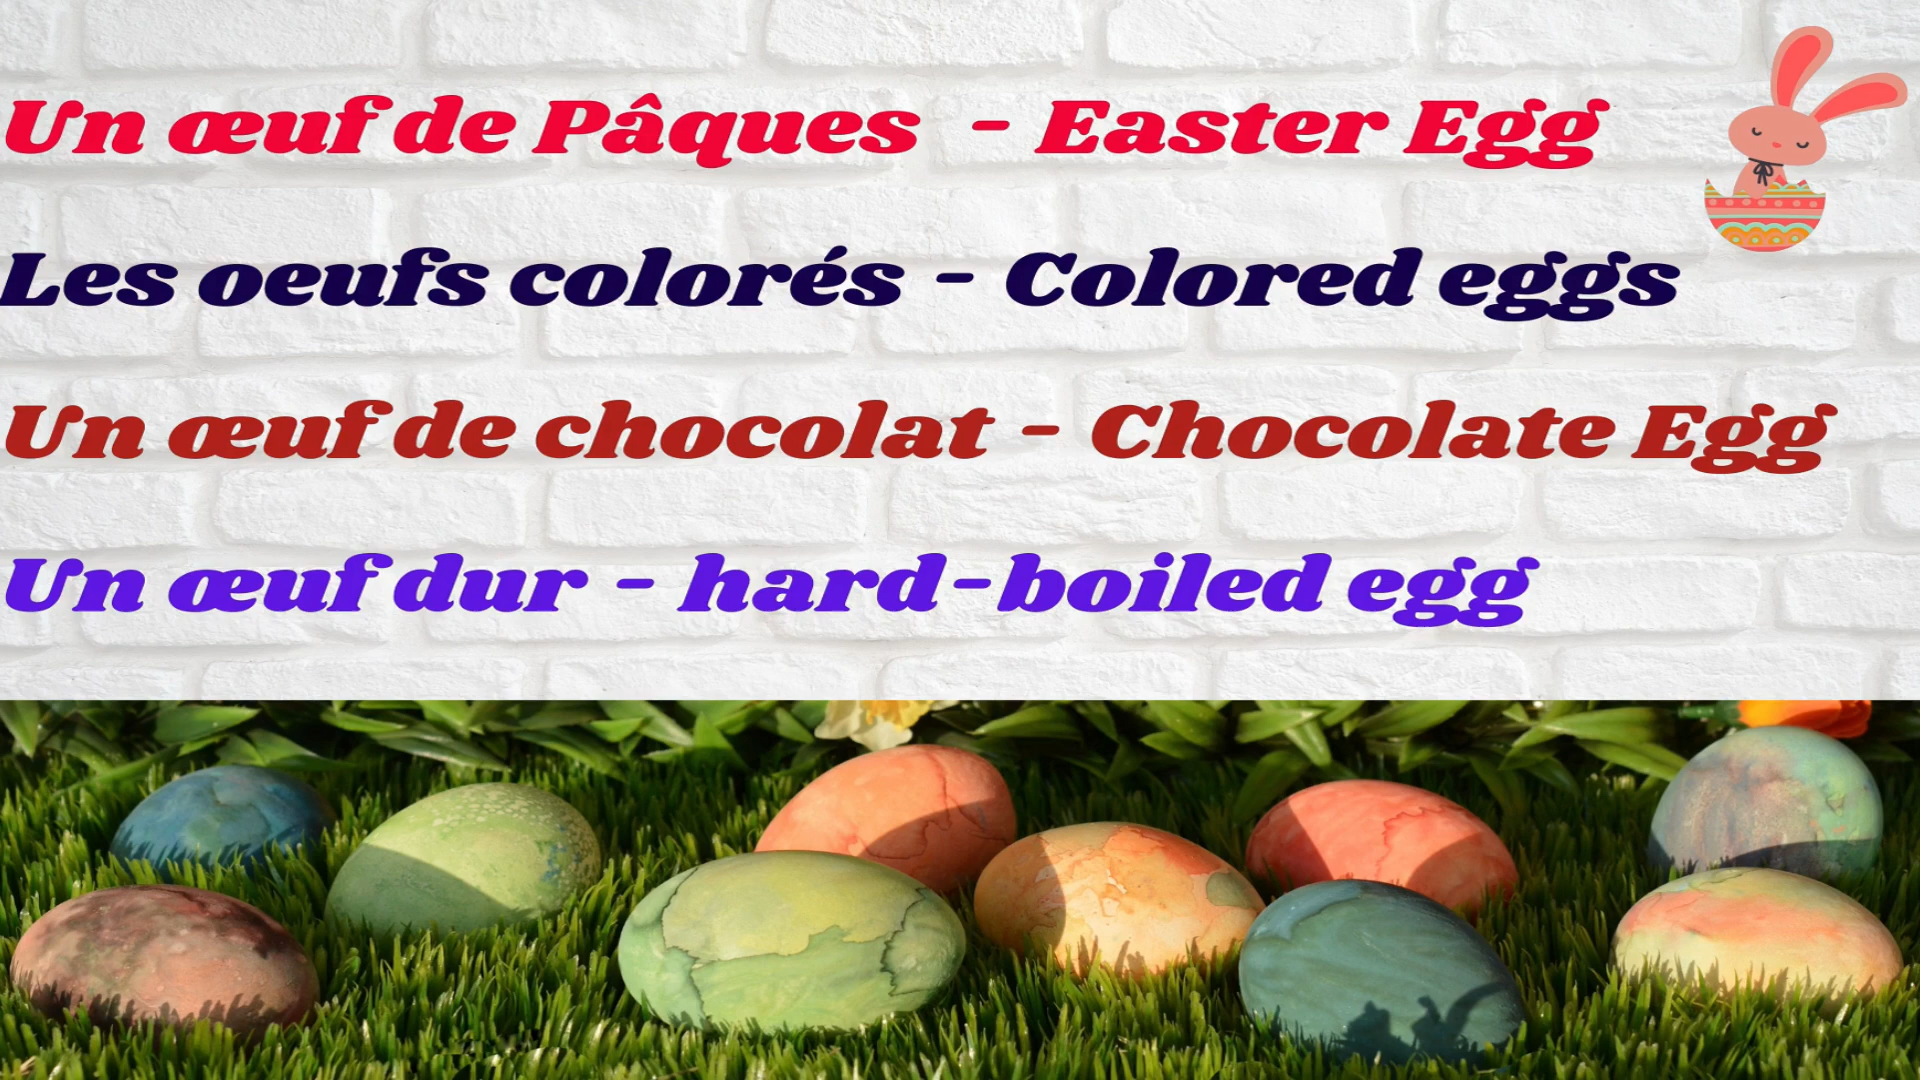 Un œuf de Pâques - Easter Egg
Les oeufs colorés - Colored eggs
Un œuf de chocolat - Chocolate Egg
Un œuf dur - hard-boiled egg